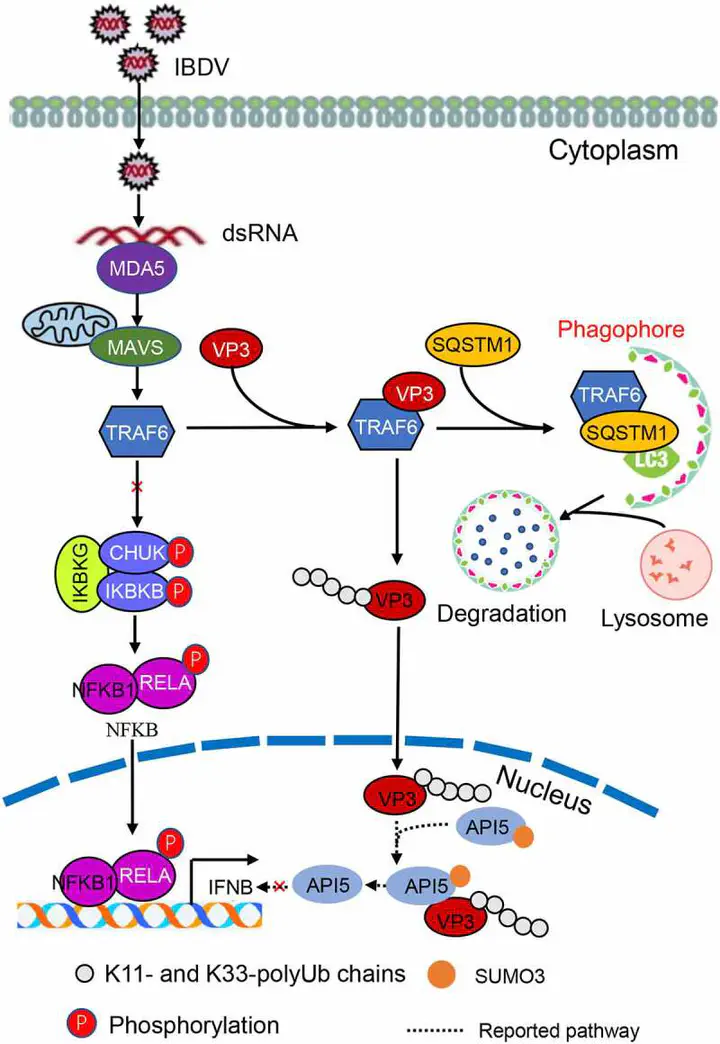 IBDV
Cytoplasm
dsRNA
MDA5
MAVS
VP3
SQSTM1
Phagophore
TRAF6
VP3
TRAF6
TRAF6
SQSTM1
LC3
IKBKG
CHUK
P
IKBKB
P
VP3
Degradation
Lysosome
P
NFKB1
RELA
NFKB
Nucleus
VP3
API5
P
NFKB1
RELA
IFNB
API5
API5
VP3
K11- and K33-polyUb chains
SUMO3
P
Phosphorylation
Reported pathway